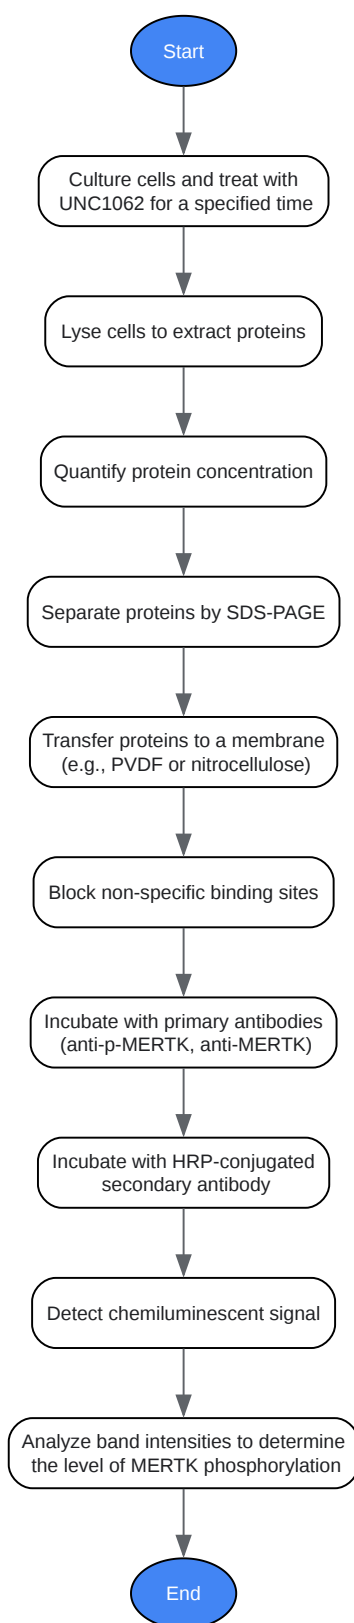 Start
Culture cells and treat with
UNC1062 for a specified time
Lyse cells to extract proteins
Quantify protein concentration
Separate proteins by SDS-PAGE
Transfer proteins to a membrane
(e.g., PVDF or nitrocellulose)
Block non-specific binding sites
Incubate with primary antibodies
(anti-p-MERTK, anti-MERTK)
Incubate with HRP-conjugated
secondary antibody
Detect chemiluminescent signal
Analyze band intensities to determine
the level of MERTK phosphorylation
End